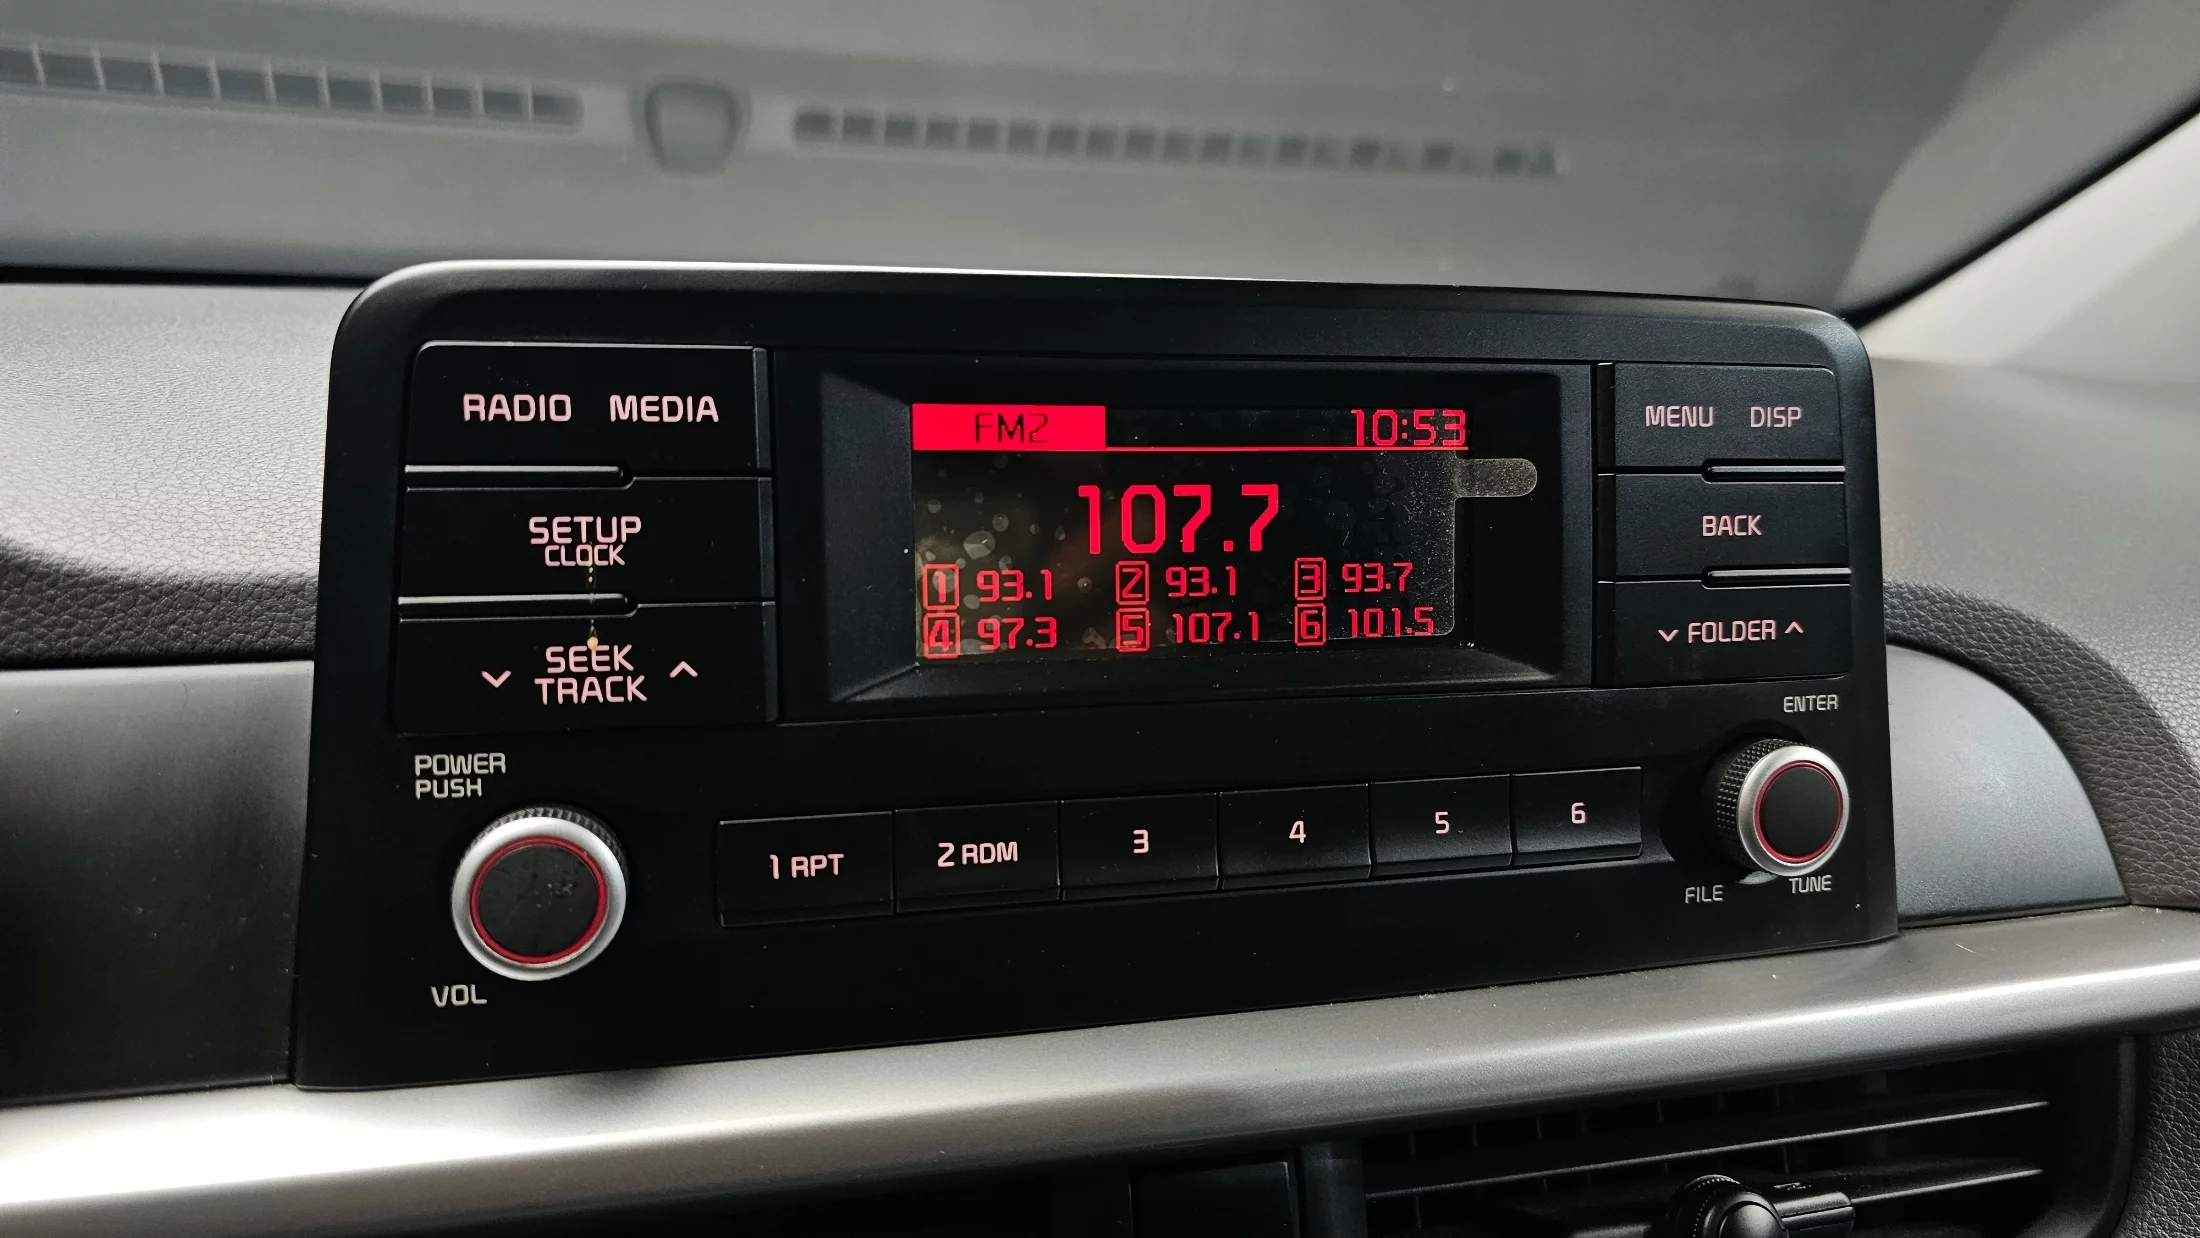 RADIO MEDIA
SETUP
CLOCK
SEEK
TRACK
POWER
PUSH
VOL
FM2 10:53
107.7
1 93.1 2 93.1 3 93.7
4 97.3 5 107.1 6 101.5
MENU DISP
BACK
FOLDER
ENTER
1 RPT 2 RDM 3 4 5 6
FILE TUNE